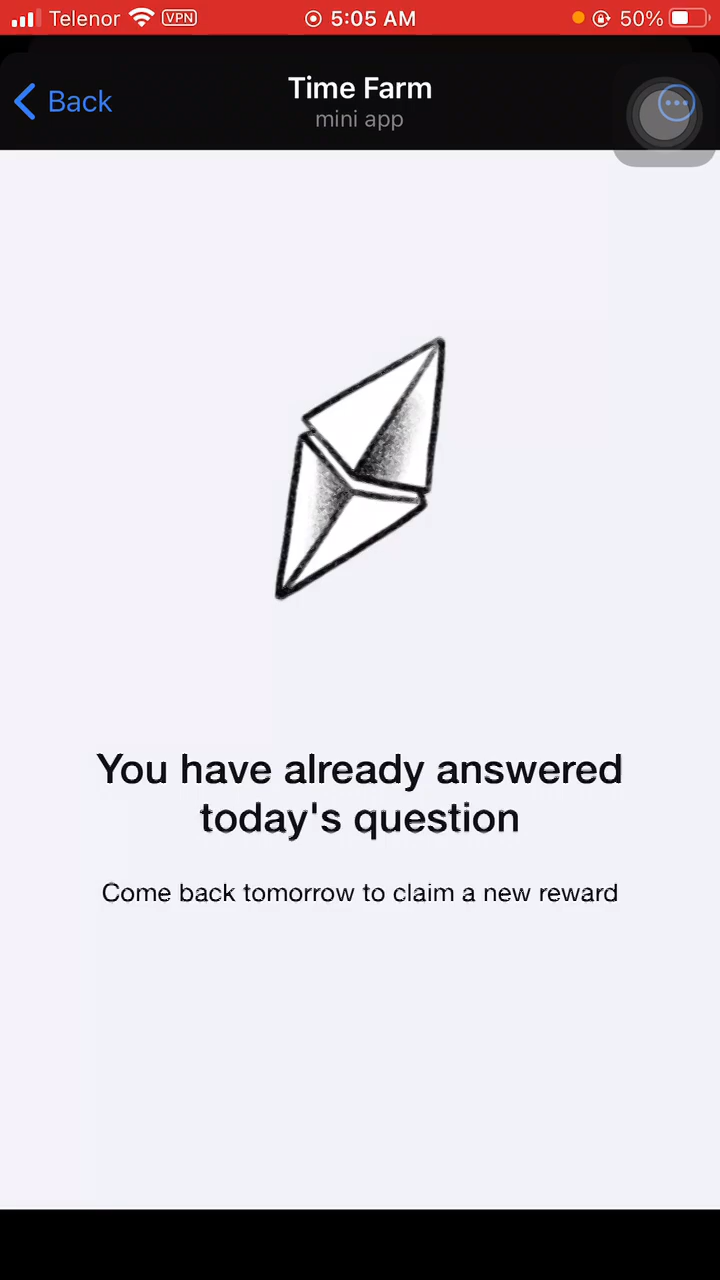 Telenor VPN 5:05 AM 50%
Back
Time Farm
mini app
You have already answered
today's question
Come back tomorrow to claim a new reward